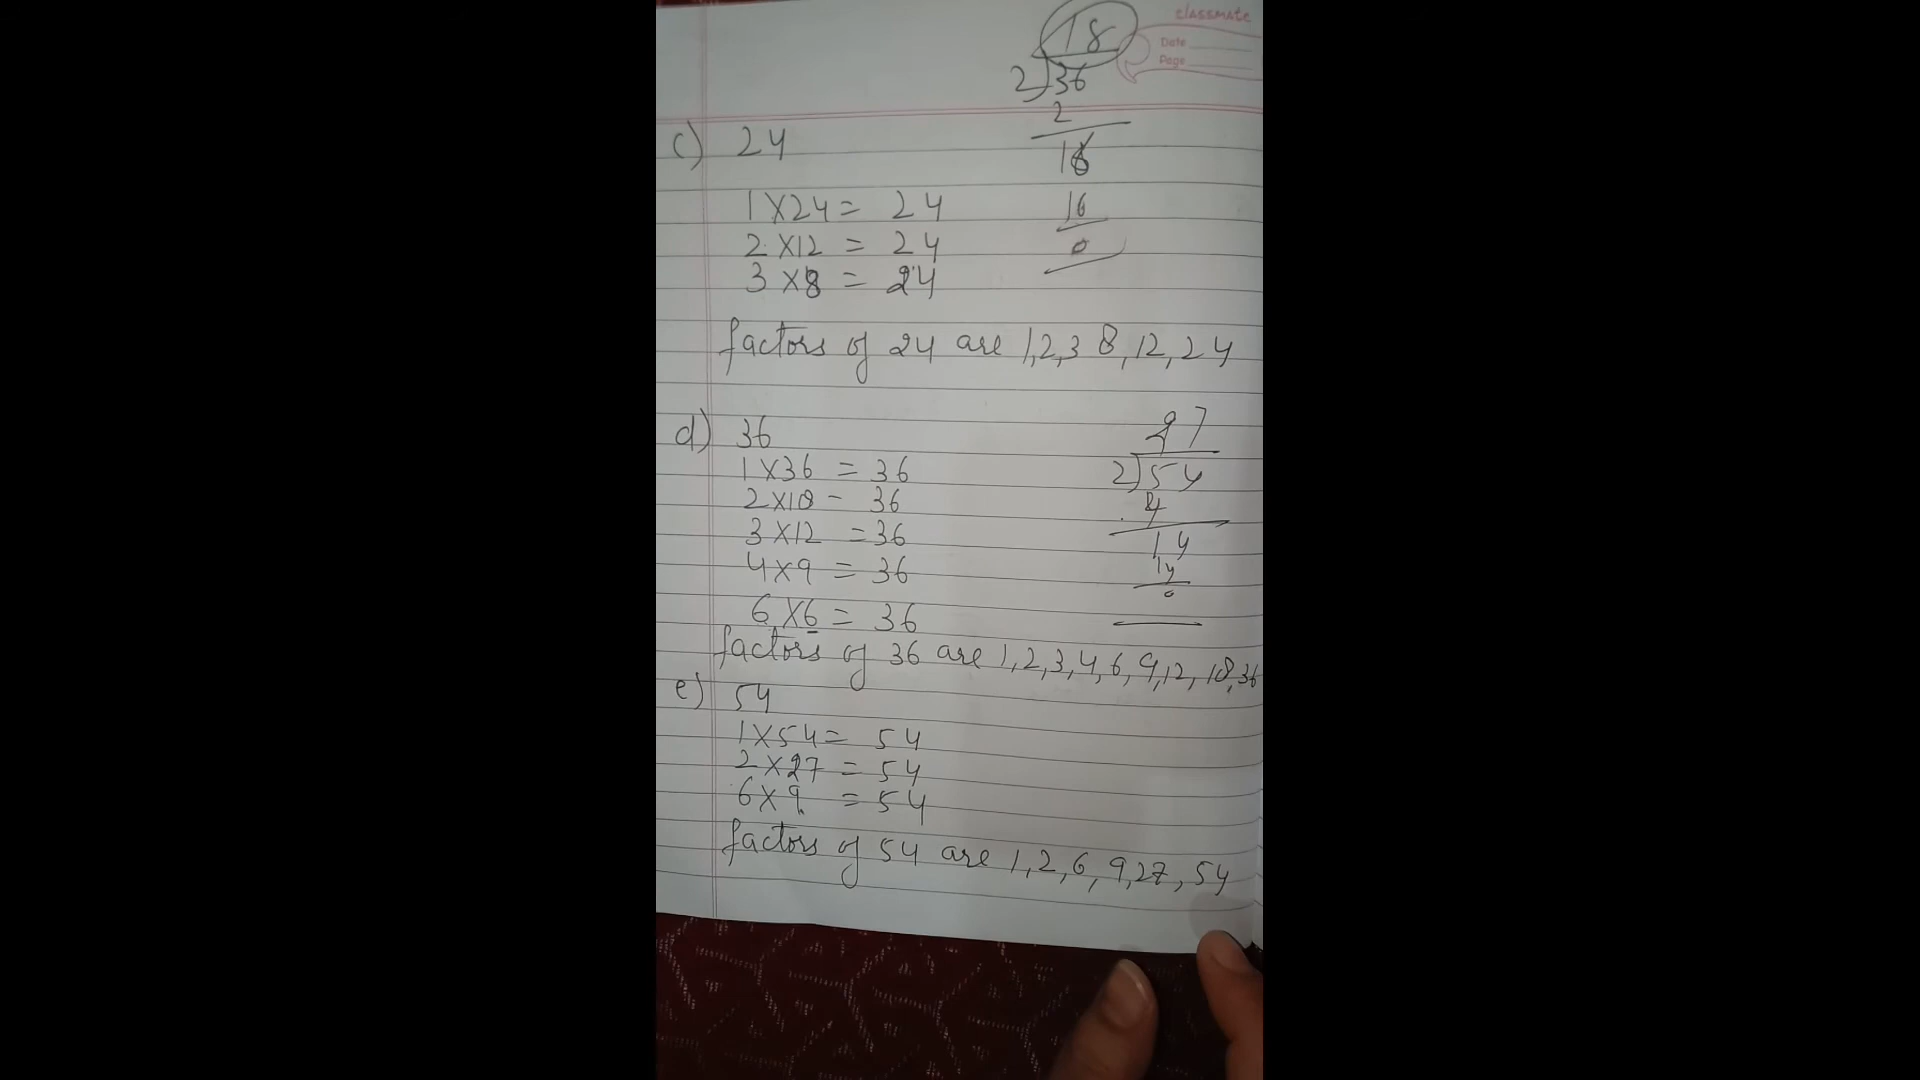 classmate
Date
Page
18
2)36
2
16
16
0
c) 24
1 X 24 = 24
2 X 12 = 24
3 X 8 = 24
factors of 24 are 1,2,3 8,12,24
d) 36
1 X 36 = 36
2 X 18 = 36
3 X 12 = 36
4 X 9 = 36
6 X 6 = 36
factors of 36 are 1,2,3,4,6,9,12,18,36
27
2)54
4
14
14
0
e) 54
1 X 54 = 54
2 X 27 = 54
6 X 9 = 54
factors of 54 are 1,2,6,9,27,54